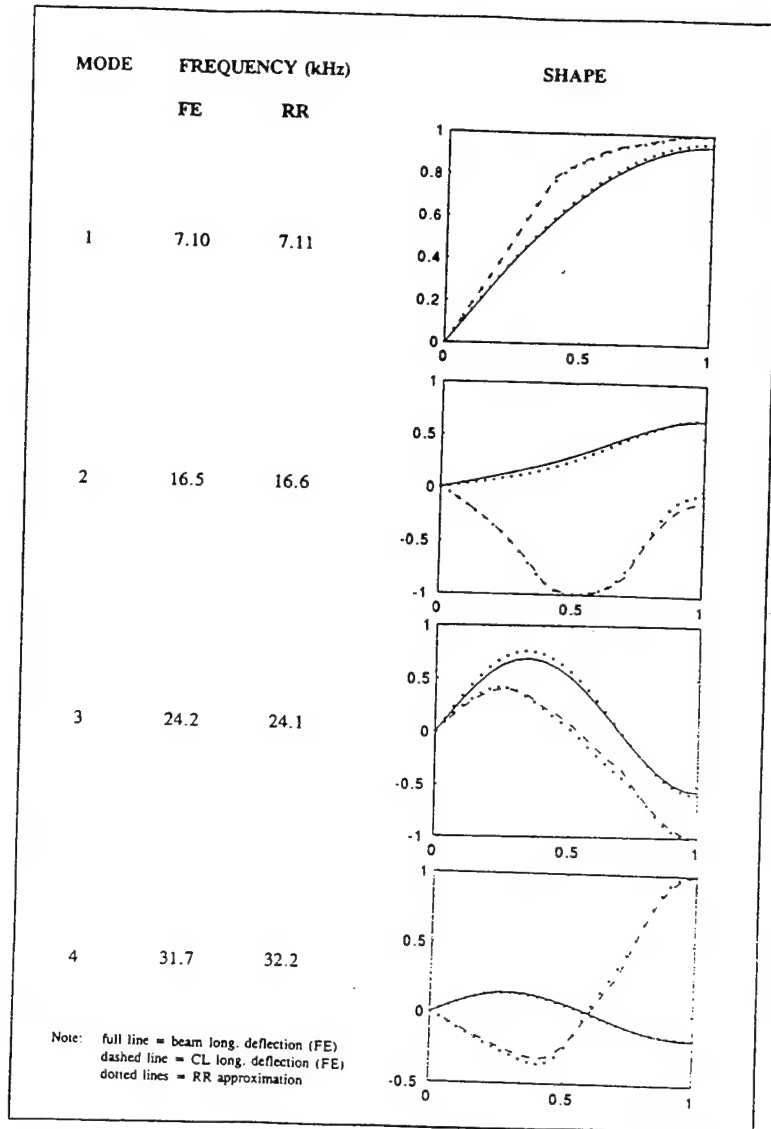 MODE FREQUENCY (kHz) SHAPE
FE RR
1
0.8
0.6
0.4
0.2
0
0 0.5 1
1 7.10 7.11
1
0.5
0
-0.5
-1
0 0.5 1
2 16.5 16.6
1
0.5
0
-0.5
-1
0 0.5 1
3 24.2 24.1
1
0.5
0
-0.5
0 0.5 1
4 31.7 32.2
Note: full line = beam long. deflection (FE)
dashed line = CL long. deflection (FE)
dotted lines = RR approximation